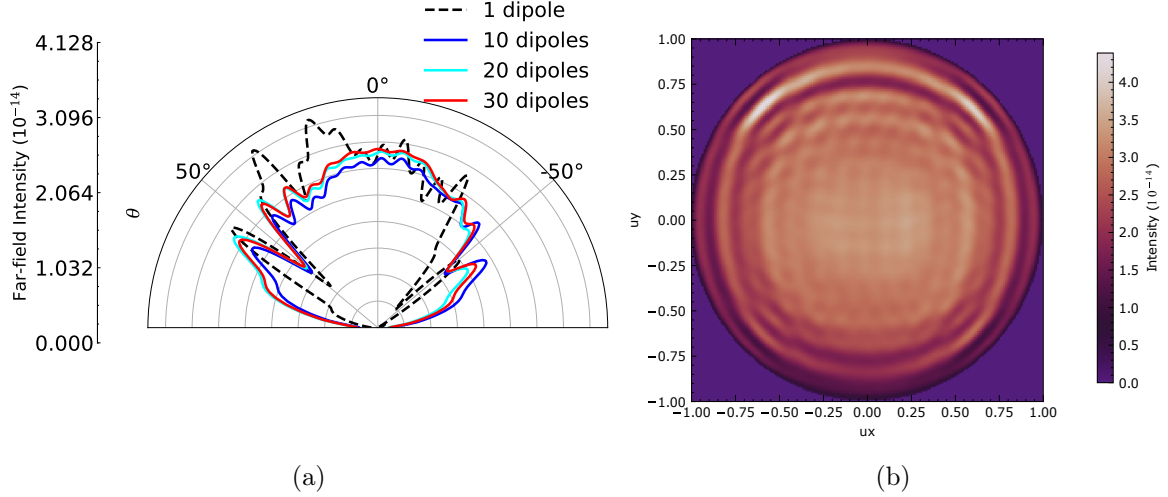 1 dipole
10 dipoles
20 dipoles
30 dipoles
4.128
3.096
2.064
1.032
0.000
Far-field Intensity (10⁻¹⁴)
θ
50°
0°
-50°
(a)
1.00
0.75
0.50
0.25
0.00
−0.25
−0.50
−0.75
−1.00
uy
−1.00 −0.75 −0.50 −0.25 0.00 0.25 0.50 0.75 1.00
ux
4.0
3.5
3.0
2.5
2.0
1.5
1.0
0.5
0.0
Intensity (10⁻¹⁴)
(b)